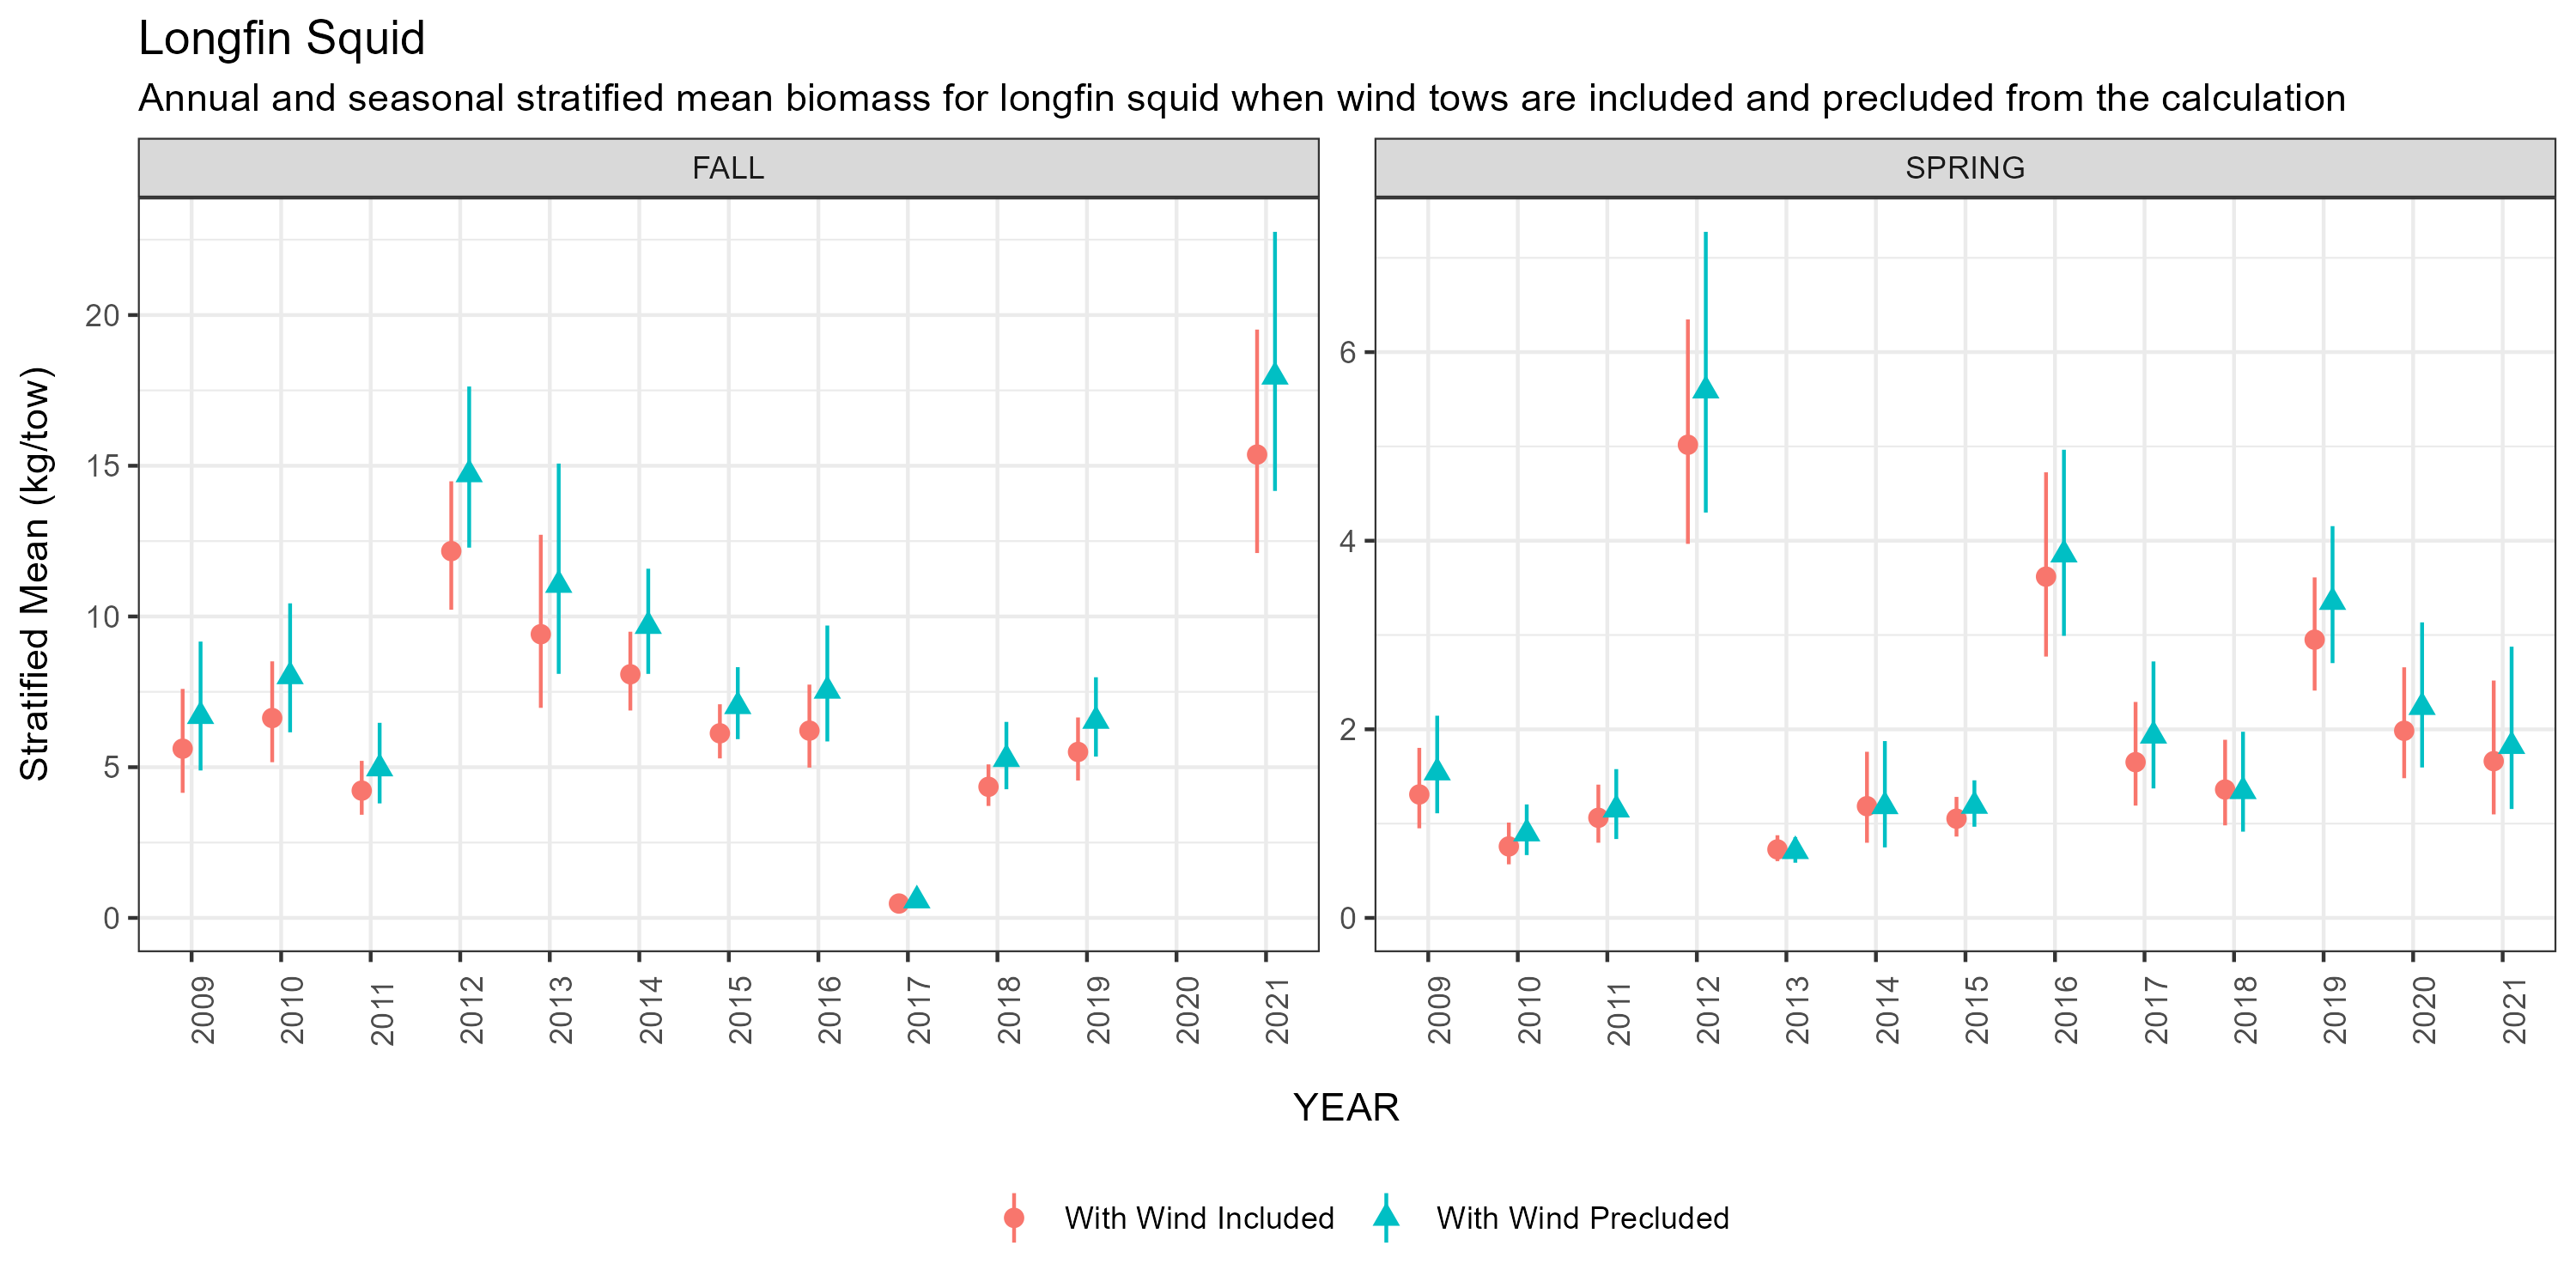 Longfin Squid
Annual and seasonal stratified mean biomass for longfin squid when wind tows are included and precluded from the calculation
FALL
SPRING
Stratified Mean (kg/tow)
20
15
10
5
0
6
4
2
0
2009 2010 2011 2012 2013 2014 2015 2016 2017 2018 2019 2020 2021
2009 2010 2011 2012 2013 2014 2015 2016 2017 2018 2019 2020 2021
YEAR
With Wind Included
With Wind Precluded